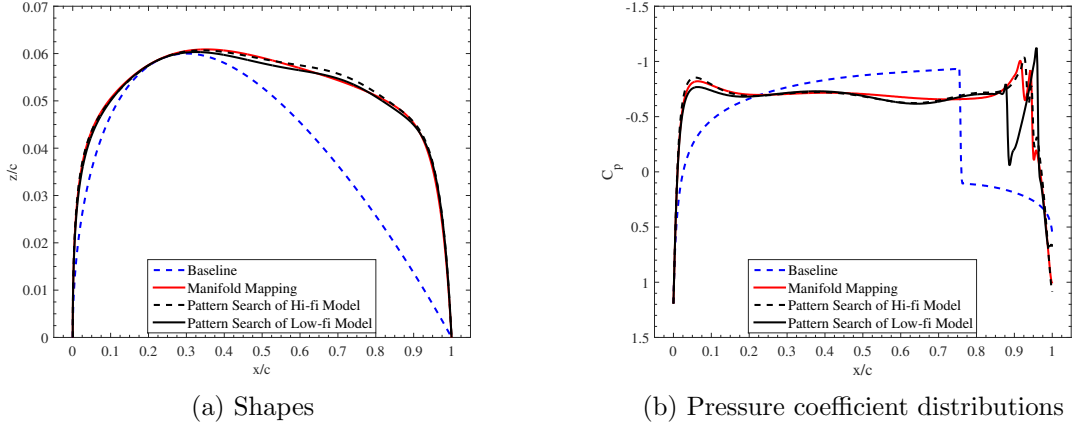 0.07
0.06
0.05
0.04
0.03
0.02
0.01
0
z/c
Baseline
Manifold Mapping
Pattern Search of Hi-fi Model
Pattern Search of Low-fi Model
0 0.1 0.2 0.3 0.4 0.5 0.6 0.7 0.8 0.9 1
x/c
(a) Shapes
-1.5
-1
-0.5
0
0.5
1
1.5
C_p
Baseline
Manifold Mapping
Pattern Search of Hi-fi Model
Pattern Search of Low-fi Model
0 0.1 0.2 0.3 0.4 0.5 0.6 0.7 0.8 0.9 1
x/c
(b) Pressure coefficient distributions